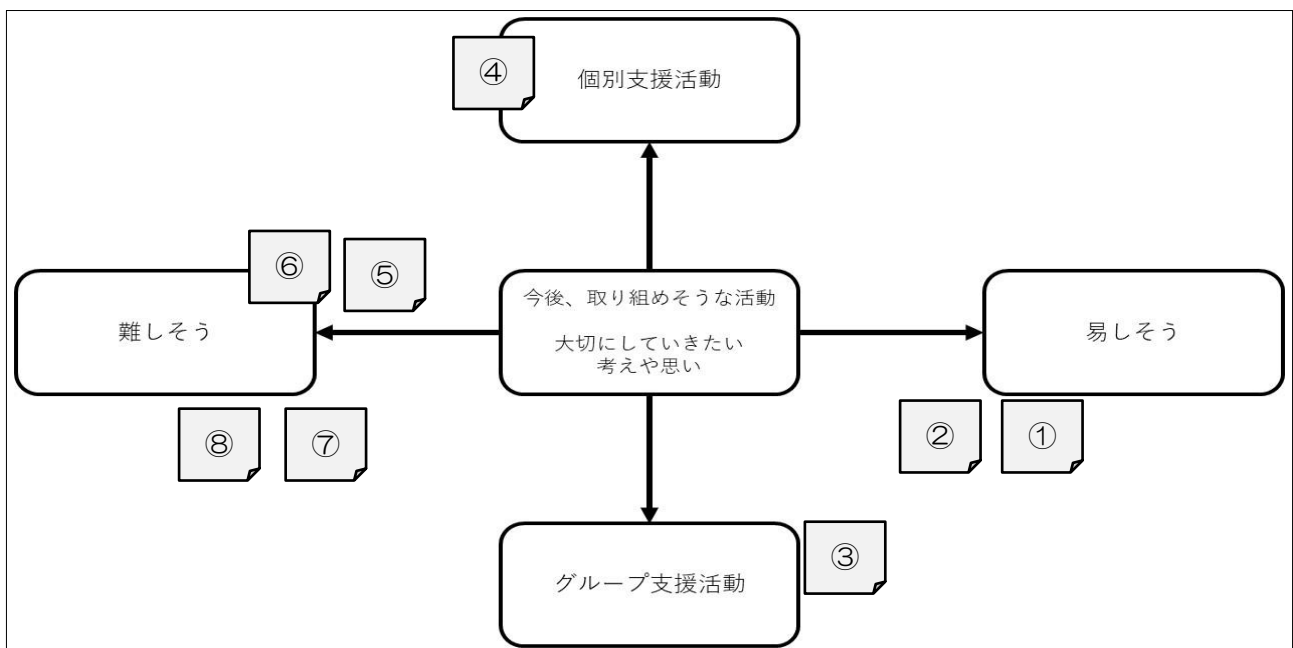 ④
個別支援活動
⑥
⑤
難しそう
今後、取り組めそうな活動
大切にしていきたい
考えや思い
易しそう
⑧
⑦
②
①
グループ支援活動
③